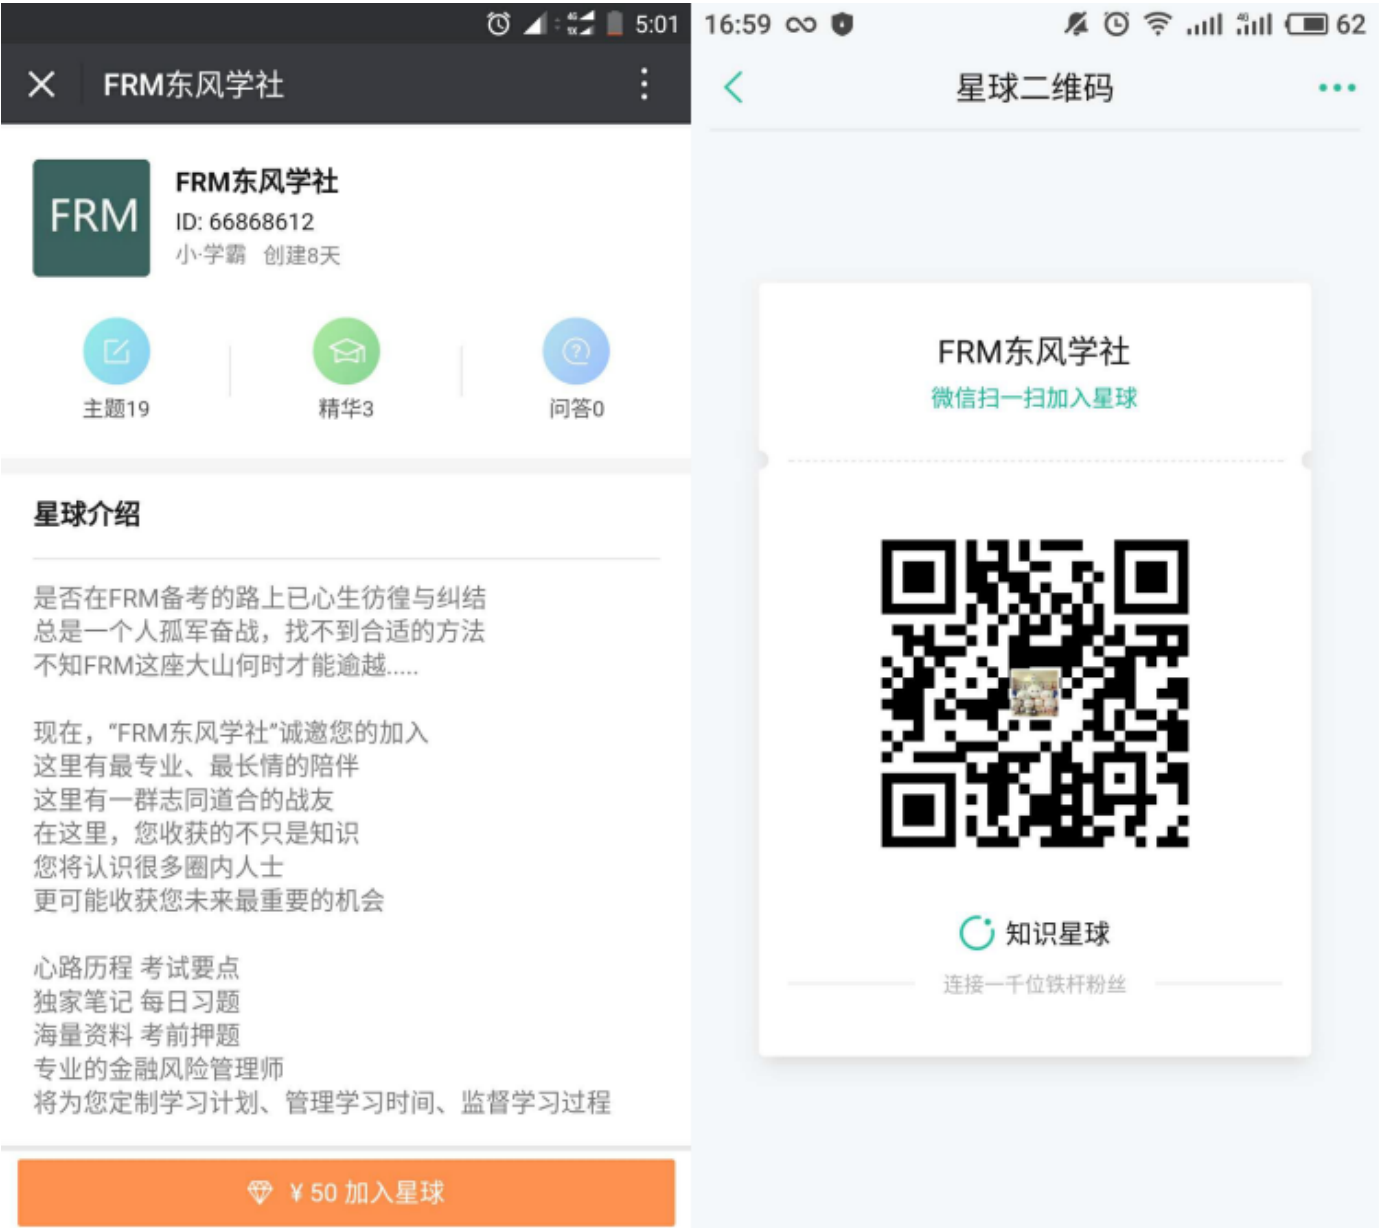 5:01
FRM东风学社
FRM
FRM东风学社
ID: 66868612
小·学霸 创建8天
主题19
精华3
问答0
星球介绍
是否在FRM备考的路上已心生彷徨与纠结
总是一个人孤军奋战，找不到合适的方法
不知FRM这座大山何时才能逾越.....
现在，“FRM东风学社”诚邀您的加入
这里有最专业、最长情的陪伴
这里有一群志同道合的战友
在这里，您收获的不只是知识
您将认识很多圈内人士
更可能收获您未来最重要的机会
心路历程 考试要点
独家笔记 每日习题
海量资料 考前押题
专业的金融风险管理师
将为您定制学习计划、管理学习时间、监督学习过程
¥ 50 加入星球
16:59
62
星球二维码
FRM东风学社
微信扫一扫加入星球
知识星球
连接一千位铁杆粉丝